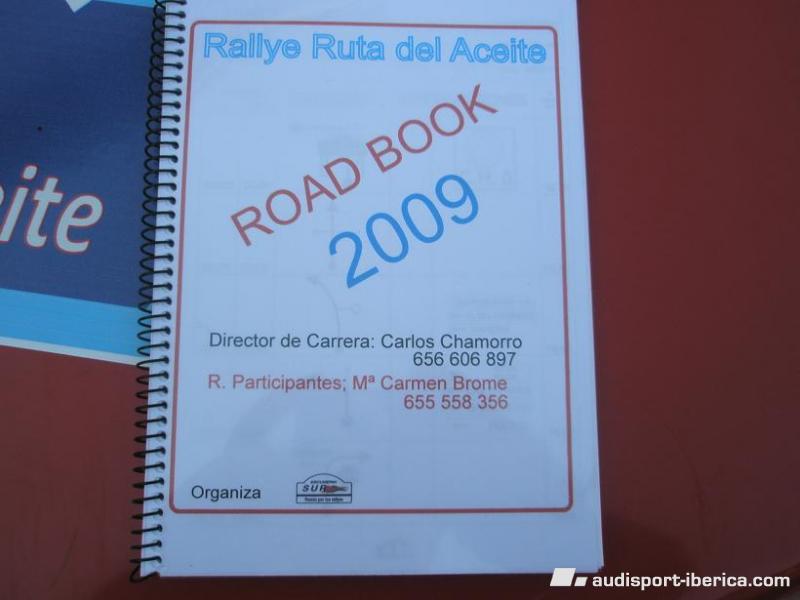 Rallye Ruta del Aceite
ROAD BOOK
2009
eite
Director de Carrera: Carlos Chamorro
656 606 897
R. Participantes; Mª Carmen Brome
655 558 356
Organiza
SUR
audisport-iberica.com